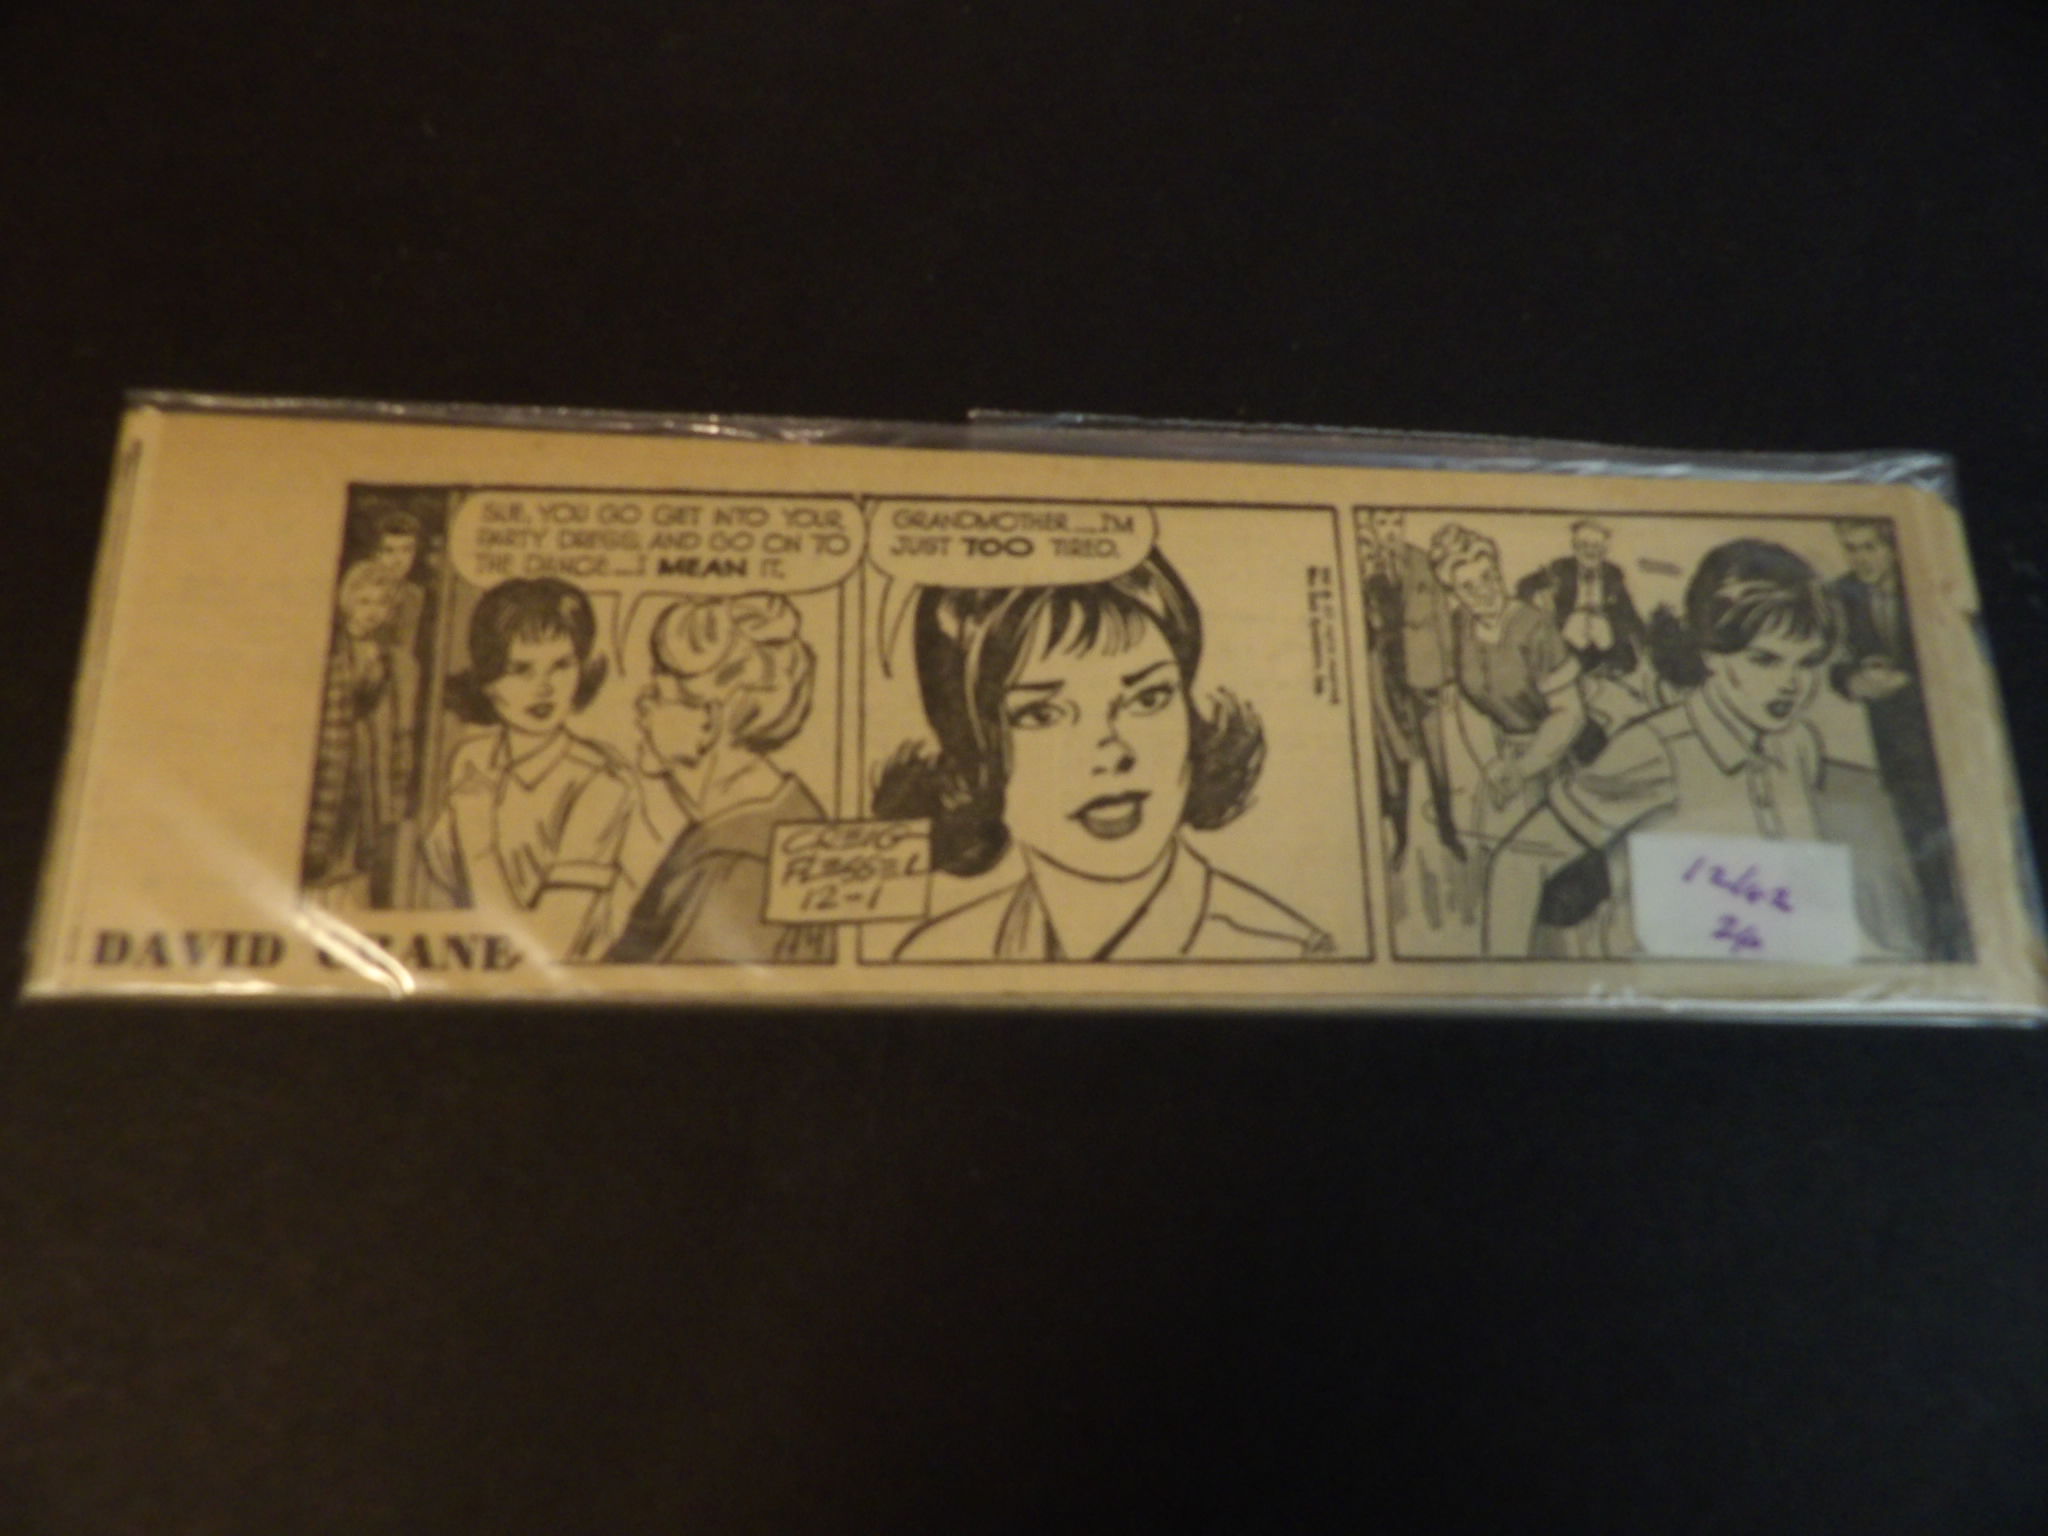 SUE, YOU GO GET INTO YOUR
PARTY DRESS, AND GO ON TO
THE DANCE....I MEAN IT.
GRANDMOTHER....I'M
JUST TOO TIRED.
CREIG
FLESSEL
12-1
DAVID CRANE
12/62